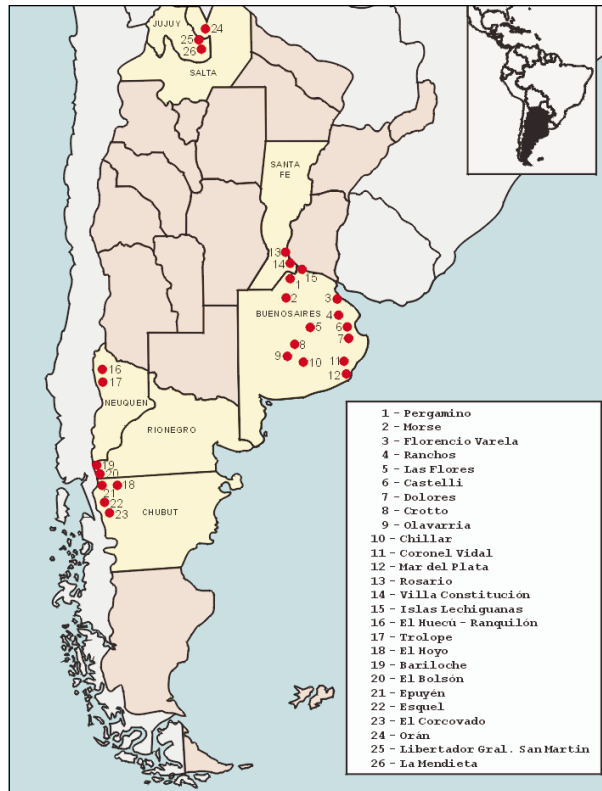 JUJUY
24
25
26
SALTA
SANTA
FE
13
14
15
1
2
3
BUENOSAIRES
4
5
6
7
8
9
10
11
12
16
17
NEUQUEN
RIONEGRO
19
20
18
21
22
23
CHUBUT
1 - Pergamino
2 - Morse
3 - Florencio Varela
4 - Ranchos
5 - Las Flores
6 - Castelli
7 - Dolores
8 - Crotto
9 - Olavarria
10 - Chillar
11 - Coronel Vidal
12 - Mar del Plata
13 - Rosario
14 - Villa Constitución
15 - Islas Lechiguanas
16 - El Huecú - Ranquilón
17 - Trolope
18 - El Hoyo
19 - Bariloche
20 - El Bolsón
21 - Epuyén
22 - Esquel
23 - El Corcovado
24 - Orán
25 - Libertador Gral. San Martin
26 - La Mendieta